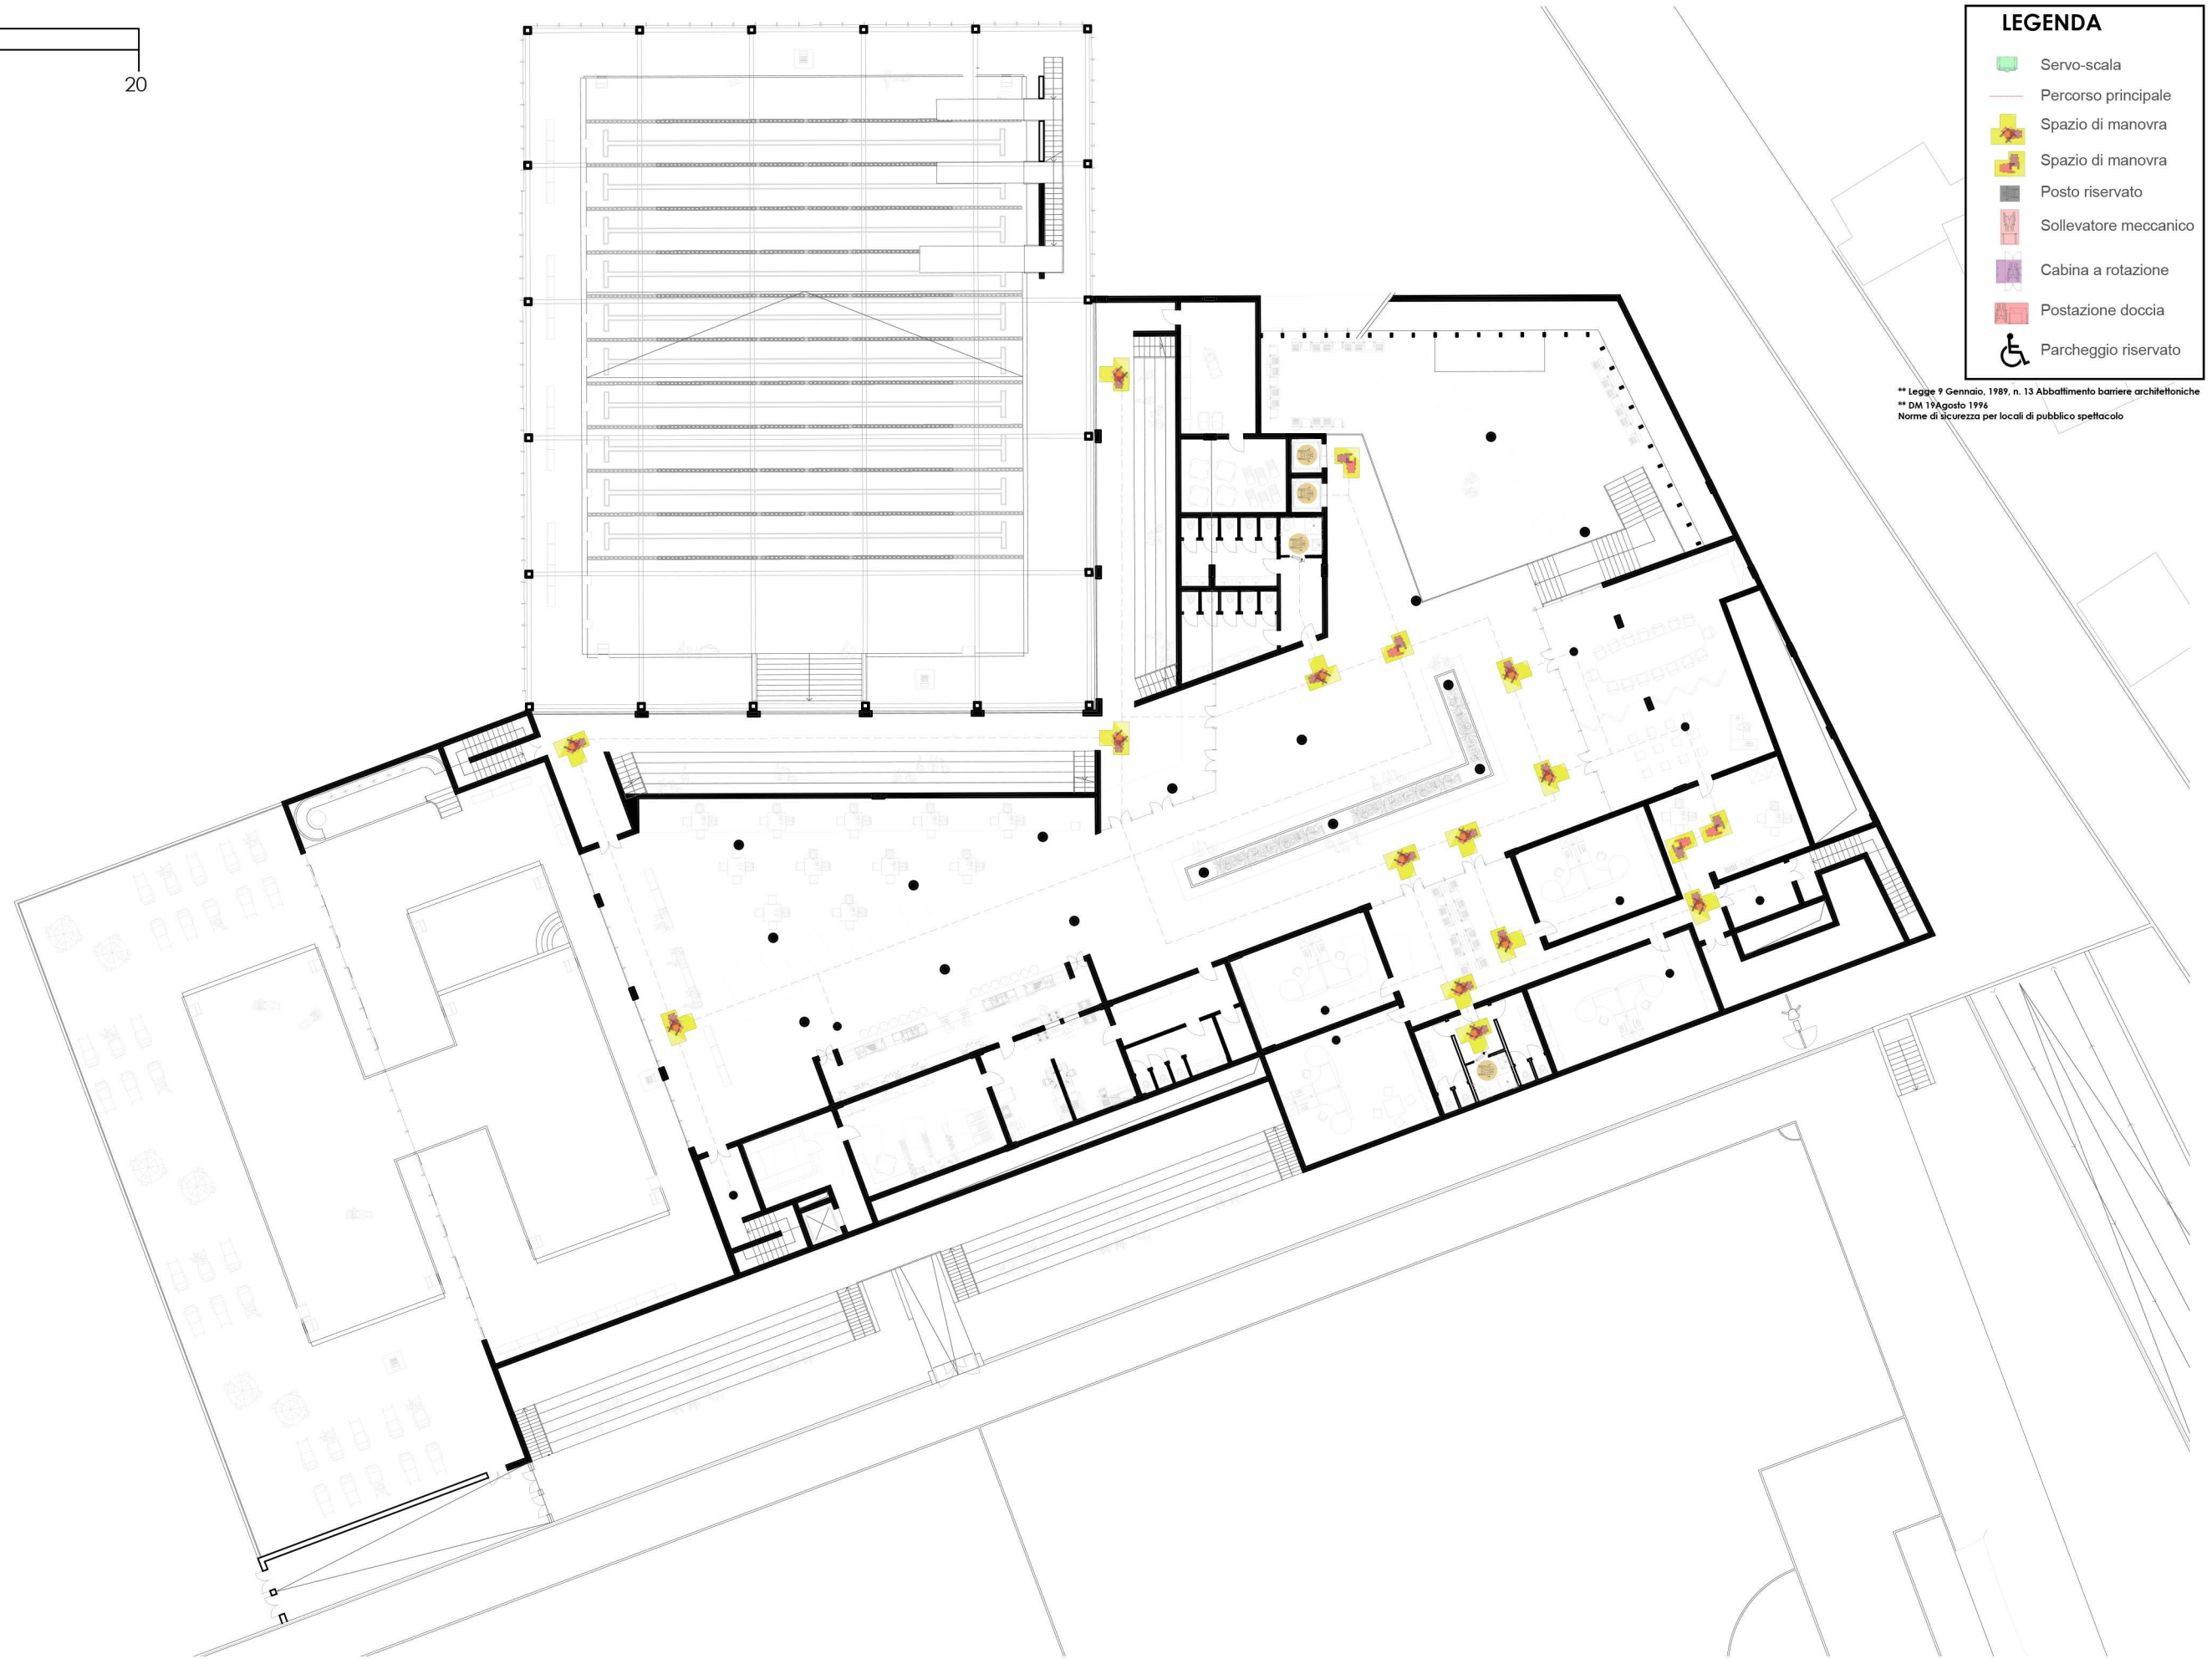 20
LEGENDA
Servo-scala
Percorso principale
Spazio di manovra
Spazio di manovra
Posto riservato
Sollevatore meccanico
Cabina a rotazione
Postazione doccia
Parcheggio riservato
** Legge 9 Gennaio, 1989, n. 13 Abbattimento barriere architettoniche
** DM 19Agosto 1996
Norme di sicurezza per locali di pubblico spettacolo